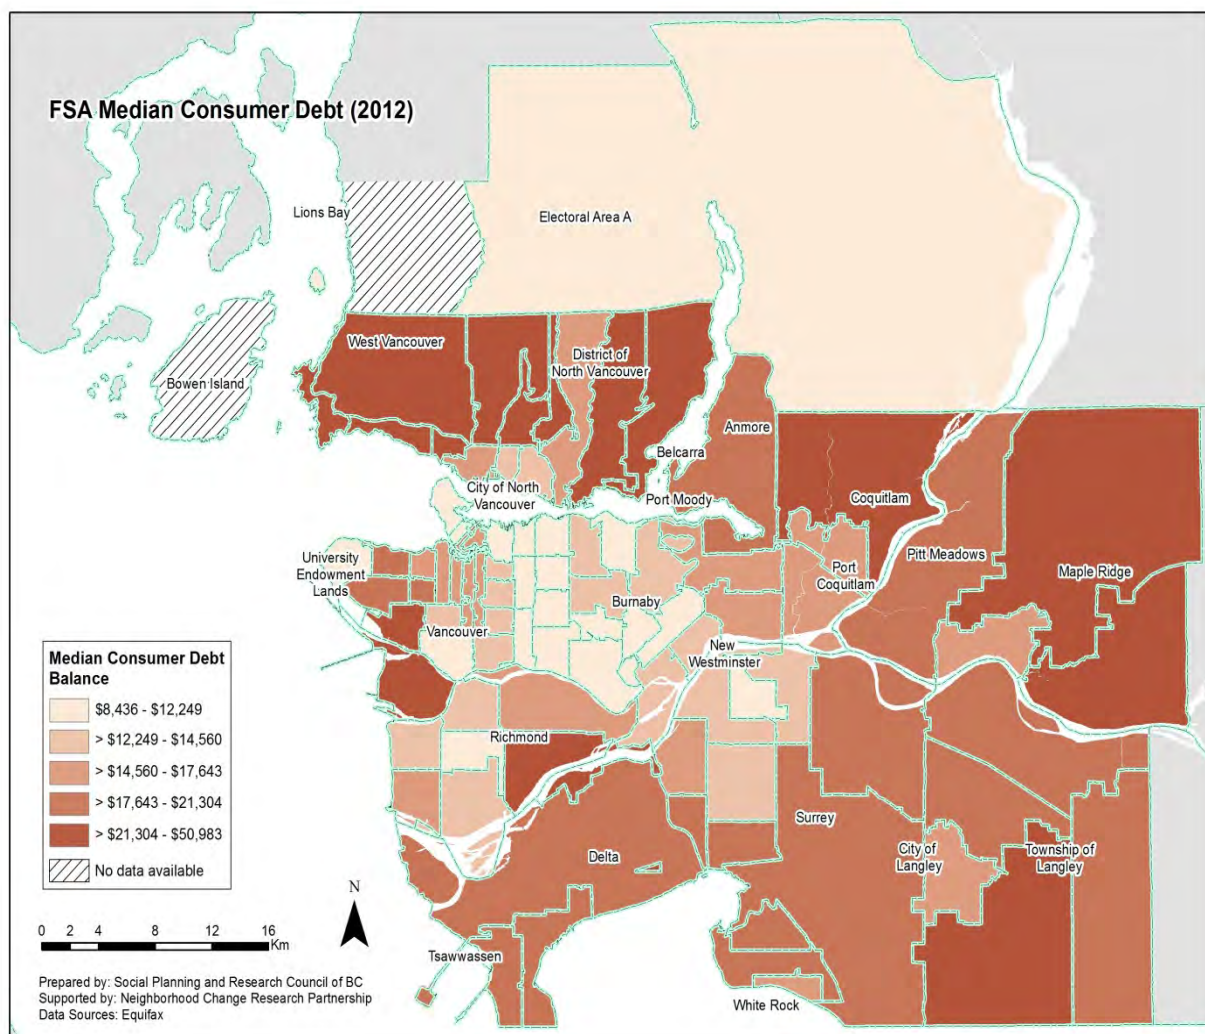 FSA Median Consumer Debt (2012)
Lions Bay
Electoral Area A
West Vancouver
District of
North Vancouver
Bowen Island
Anmore
Belcarra
City of North
Vancouver
Port Moody
Coquitlam
University
Endowment
Lands
Pitt Meadows
Port
Coquitlam
Maple Ridge
Burnaby
Vancouver
New
Westminster
Richmond
Surrey
Delta
City of
Langley
Township of
Langley
Tsawwassen
White Rock
Median Consumer Debt
Balance
$8,436 - $12,249
> $12,249 - $14,560
> $14,560 - $17,643
> $17,643 - $21,304
> $21,304 - $50,983
No data available
N
0 2 4 8 12 16
Km
Prepared by: Social Planning and Research Council of BC
Supported by: Neighborhood Change Research Partnership
Data Sources: Equifax